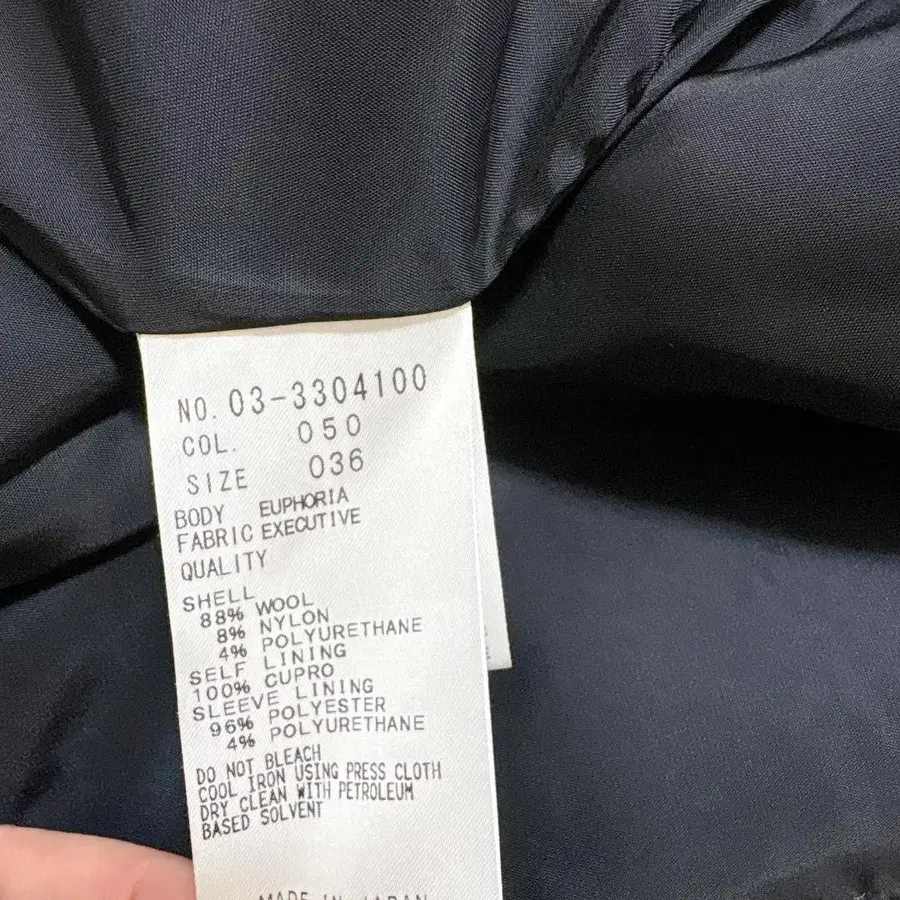 NO. 03-3304100
COL. 050
SIZE 036
BODY EUPHORIA
FABRIC EXECUTIVE
QUALITY
SHELL
88% WOOL
8% NYLON
4% POLYURETHANE
SELF LINING
100% CUPRO
SLEEVE LINING
96% POLYESTER
4% POLYURETHANE
DO NOT BLEACH
COOL IRON USING PRESS CLOTH
DRY CLEAN WITH PETROLEUM
BASED SOLVENT
MADE IN JAPAN